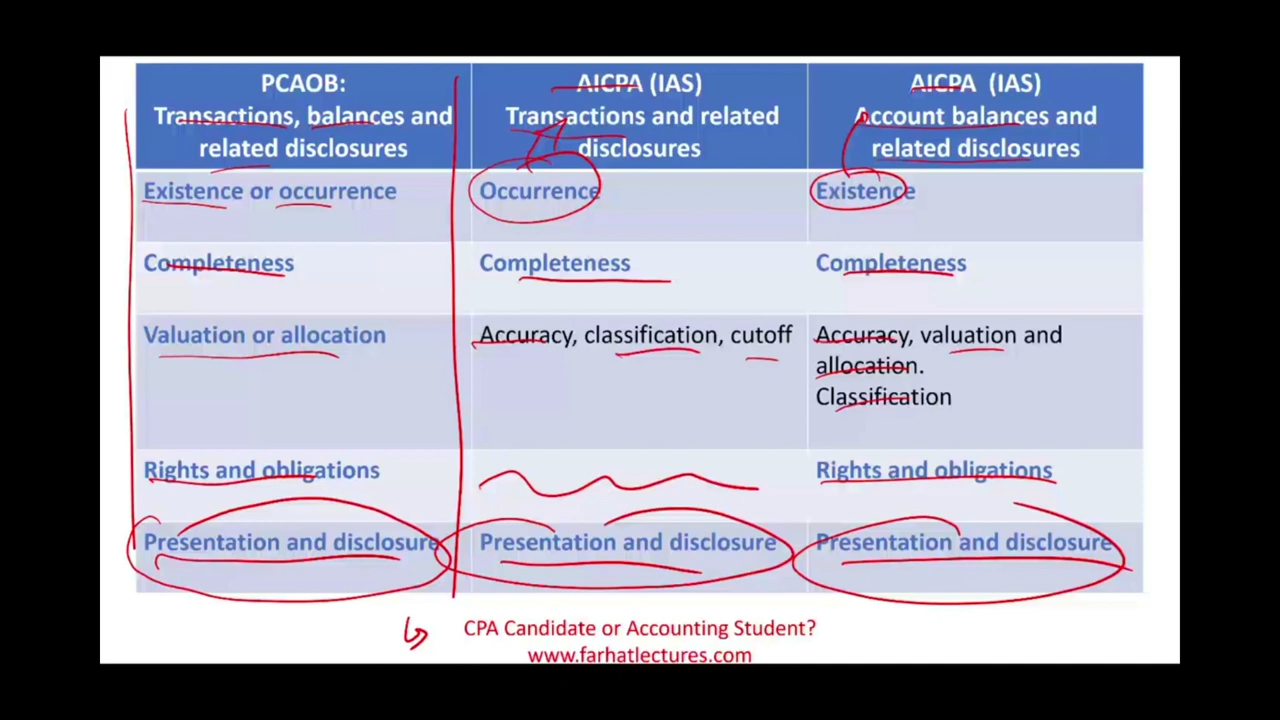 PCAOB:
Transactions, balances and
related disclosures
AICPA (IAS)
Transactions and related
disclosures
AICPA (IAS)
Account balances and
related disclosures
Existence or occurrence
Occurrence
Existence
Completeness
Completeness
Completeness
Valuation or allocation
Accuracy, classification, cutoff
Accuracy, valuation and
allocation.
Classification
Rights and obligations
Rights and obligations
Presentation and disclosure
Presentation and disclosure
Presentation and disclosure
CPA Candidate or Accounting Student?
www.farhatlectures.com